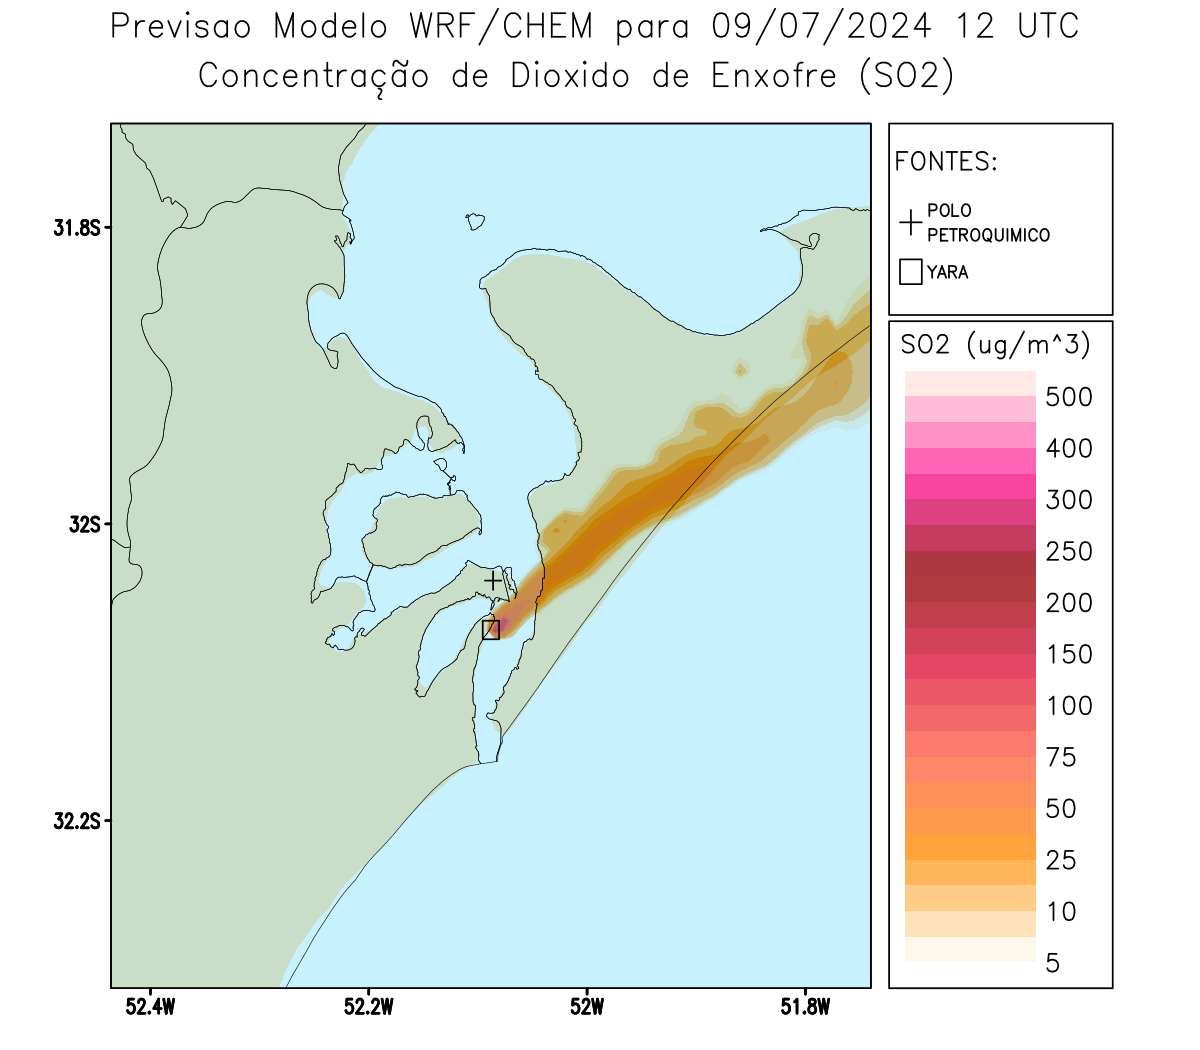 Previsao Modelo WRF/CHEM para 09/07/2024 12 UTC
Concentração de Dioxido de Enxofre (SO2)
FONTES:
POLO
PETROQUIMICO
YARA
31.8S
32S
32.2S
52.4W
52.2W
52W
51.8W
SO2 (ug/m^3)
500
400
300
250
200
150
100
75
50
25
10
5